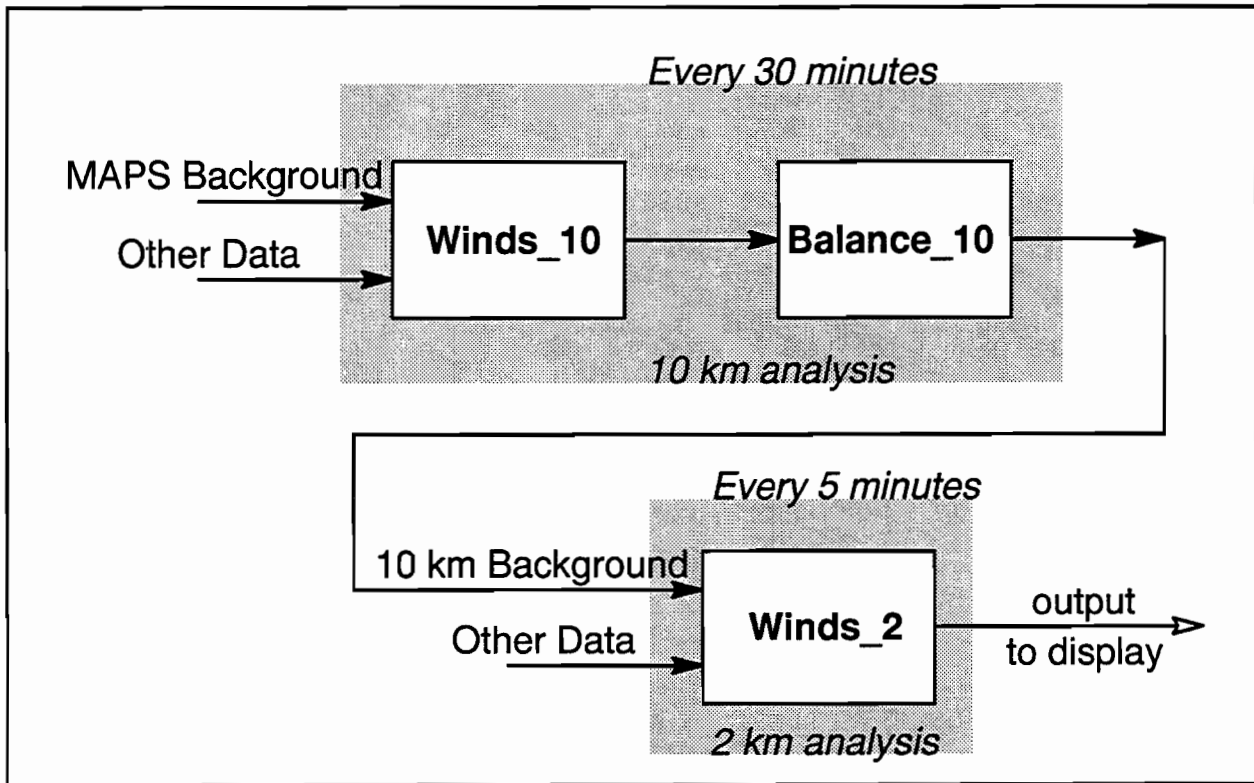 Every 30 minutes
MAPS Background
Other Data
Winds_10
Balance_10
10 km analysis
Every 5 minutes
10 km Background
Other Data
Winds_2
output
to display
2 km analysis